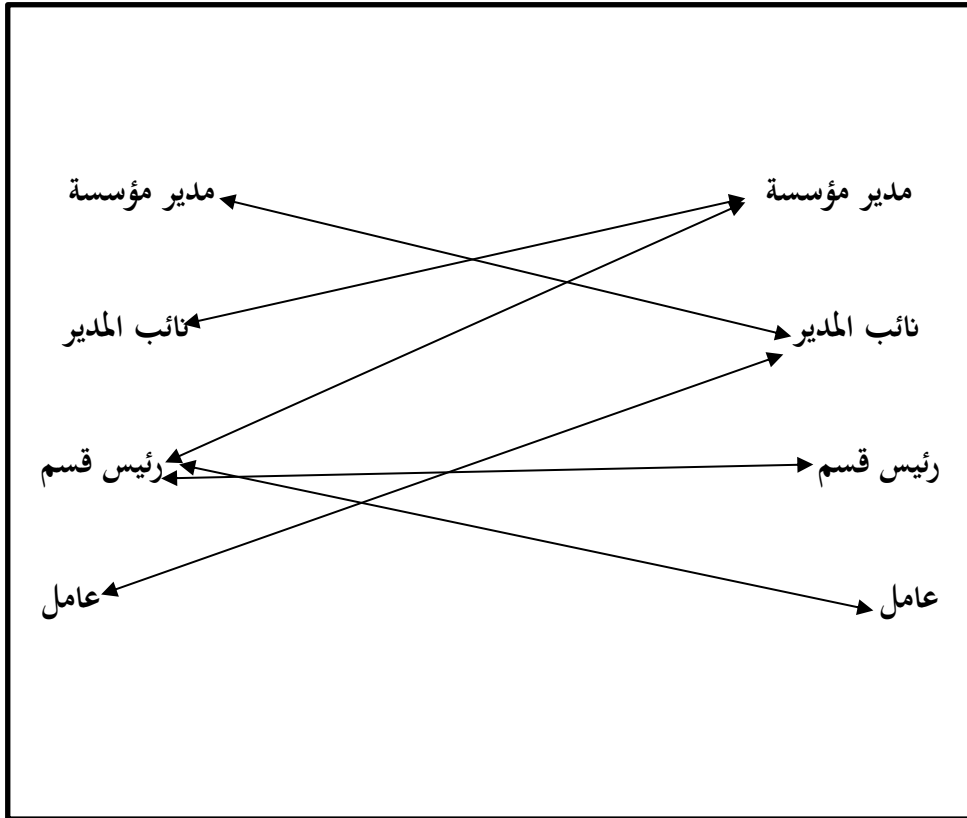 مدير مؤسسة
مدير مؤسسة
نائب المدير
نائب المدير
رئيس قسم
رئيس قسم
عامل
عامل